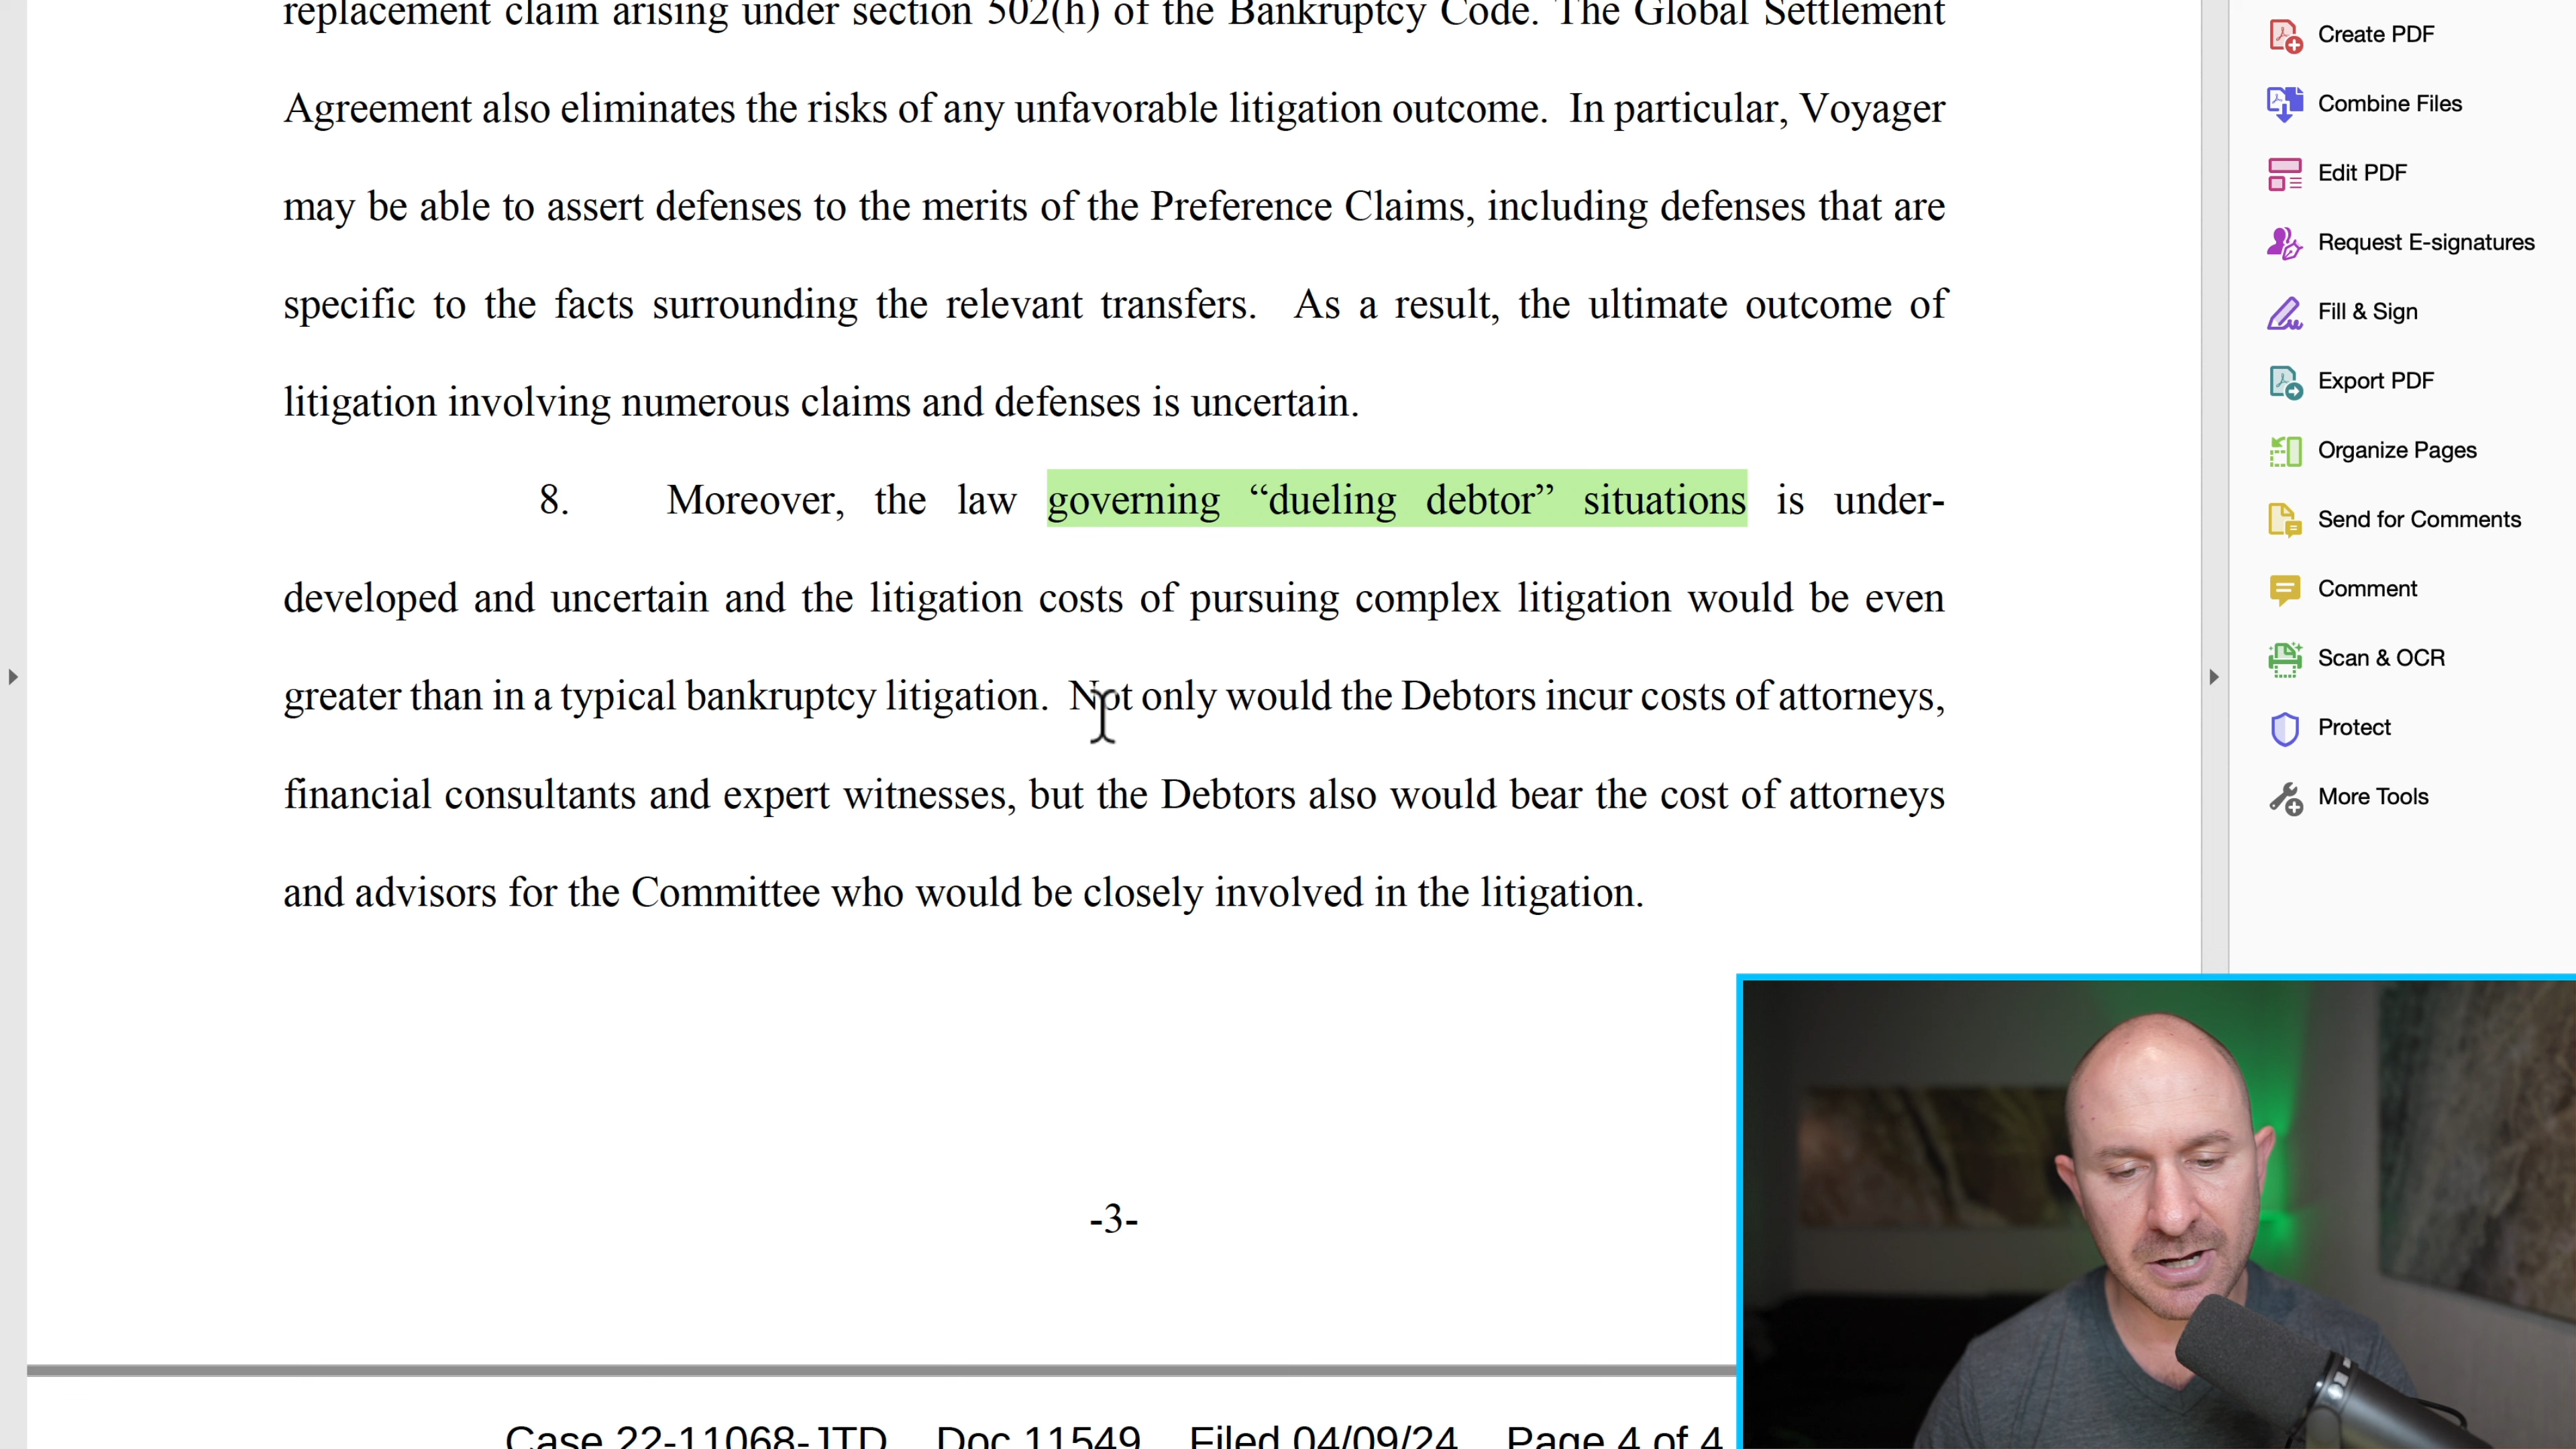 replacement claim arising under section 502(h) of the Bankruptcy Code. The Global Settlement
Agreement also eliminates the risks of any unfavorable litigation outcome. In particular, Voyager
may be able to assert defenses to the merits of the Preference Claims, including defenses that are
specific to the facts surrounding the relevant transfers. As a result, the ultimate outcome of
litigation involving numerous claims and defenses is uncertain.
8. Moreover, the law governing “dueling debtor” situations is under-
developed and uncertain and the litigation costs of pursuing complex litigation would be even
greater than in a typical bankruptcy litigation. Not only would the Debtors incur costs of attorneys,
financial consultants and expert witnesses, but the Debtors also would bear the cost of attorneys
and advisors for the Committee who would be closely involved in the litigation.
-3-
Case 22-11068-JTD Doc 11549 Filed 04/09/24 Page 4 of 4
Create PDF
Combine Files
Edit PDF
Request E-signatures
Fill & Sign
Export PDF
Organize Pages
Send for Comments
Comment
Scan & OCR
Protect
More Tools